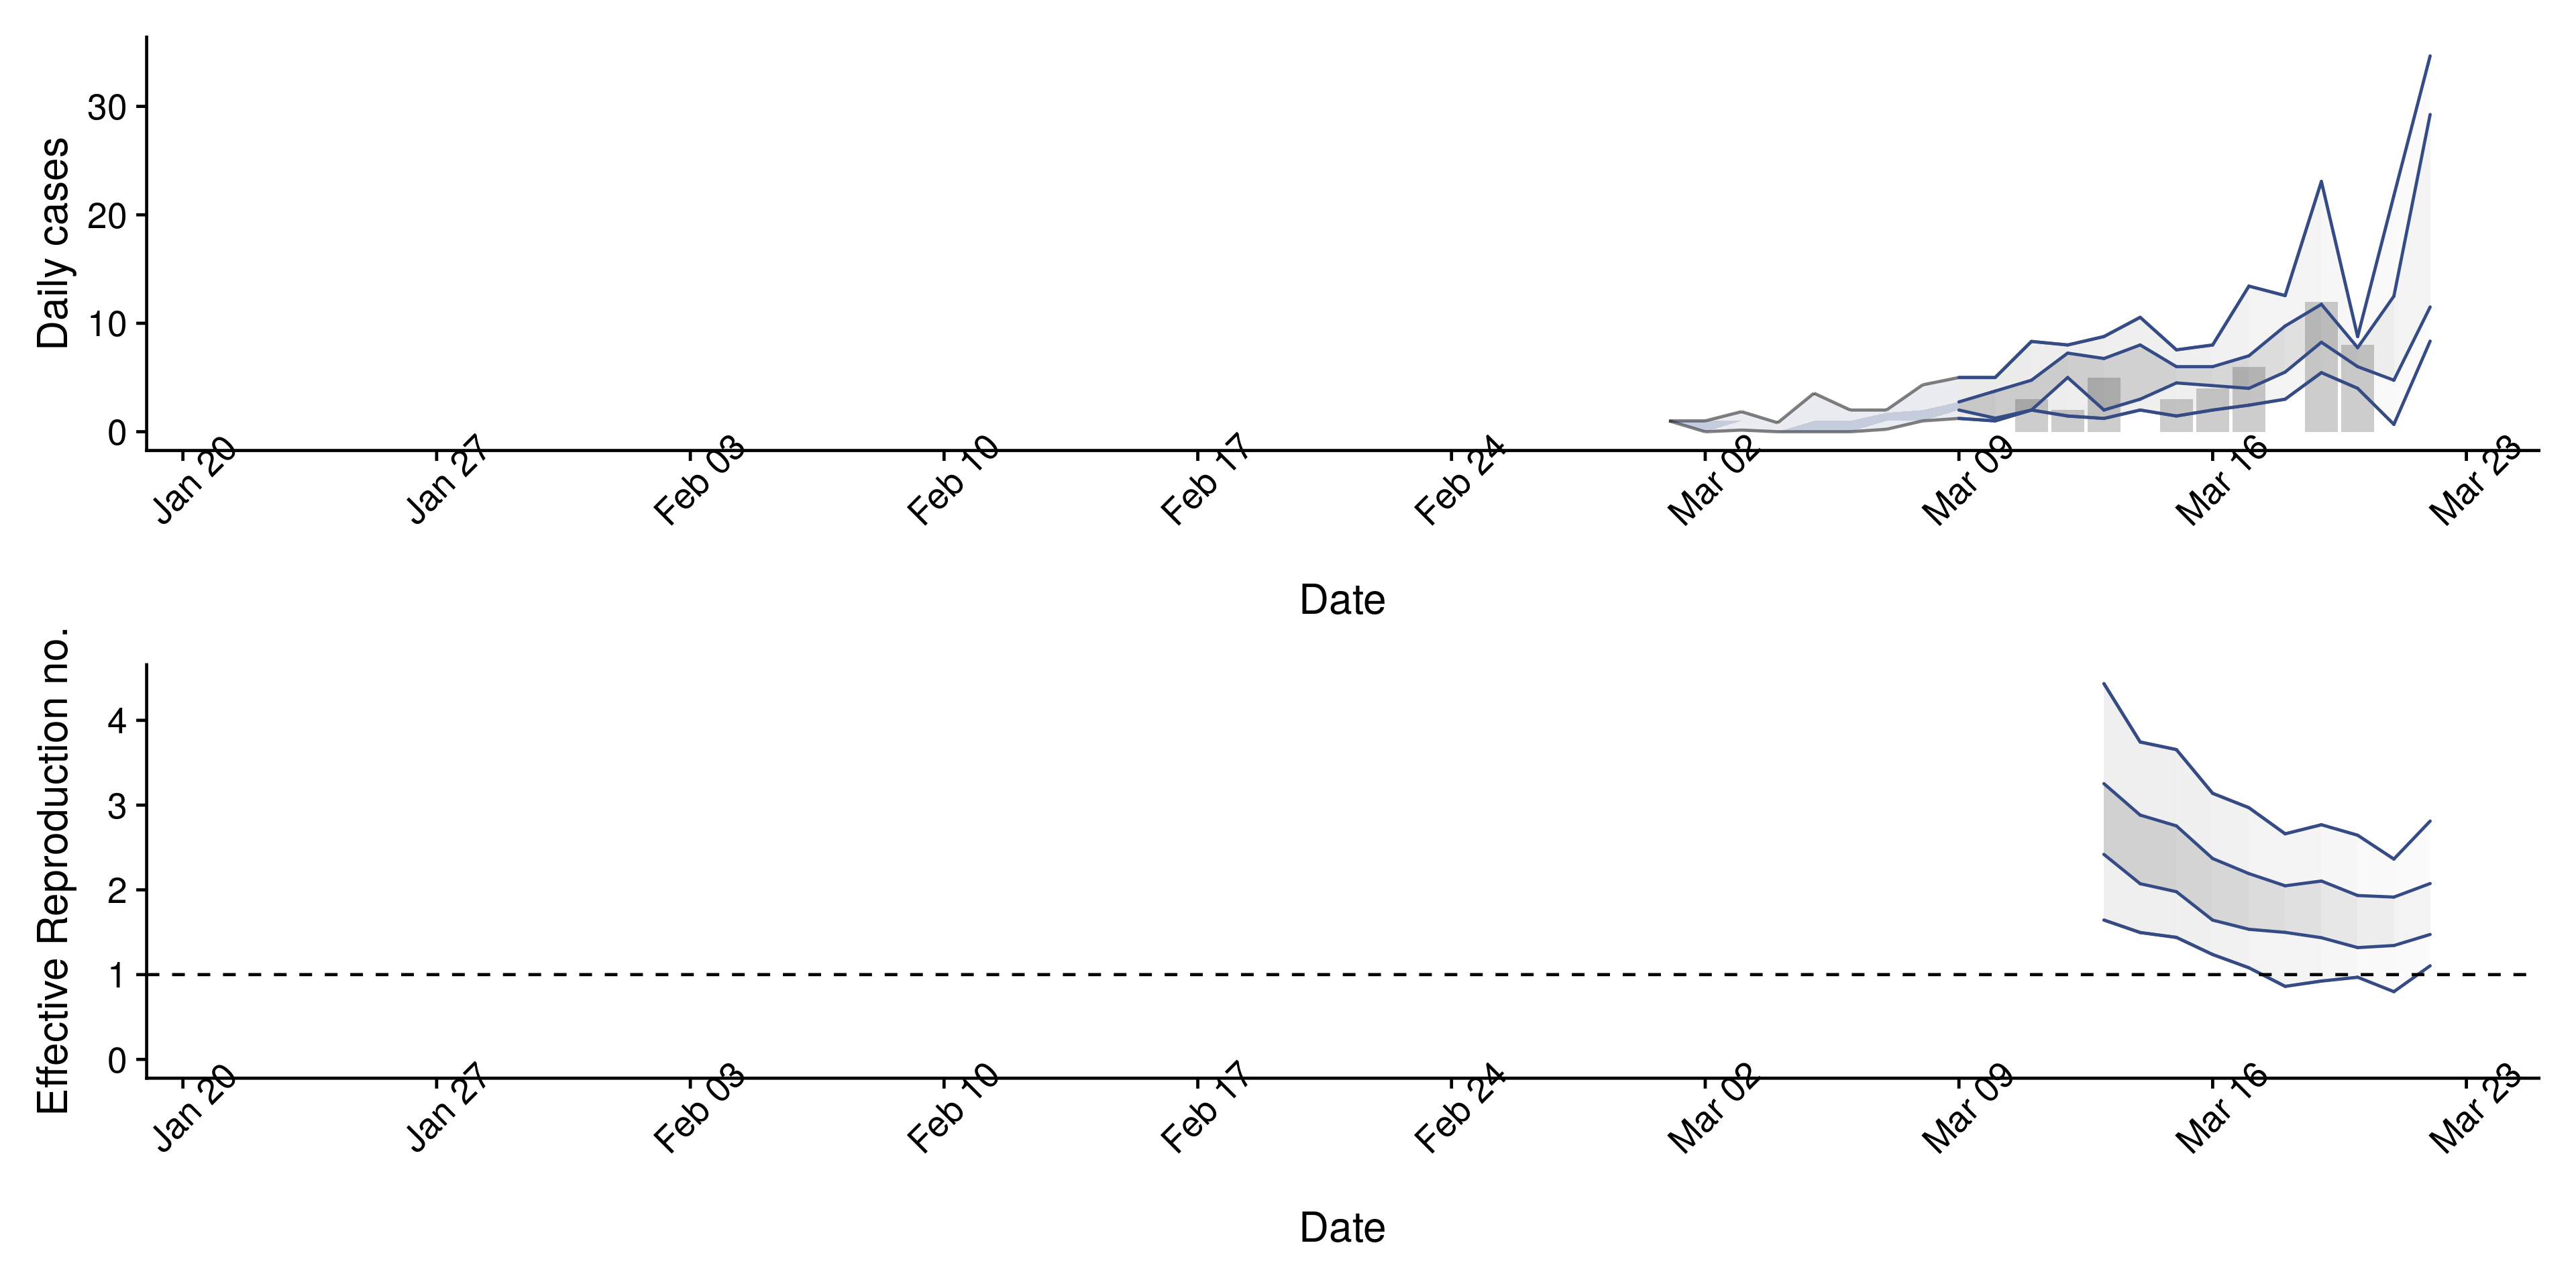 Daily cases
30
20
10
0
Jan 20
Jan 27
Feb 03
Feb 10
Feb 17
Feb 24
Mar 02
Mar 09
Mar 16
Mar 23
Date
Effective Reproduction no.
4
3
2
1
0
Jan 20
Jan 27
Feb 03
Feb 10
Feb 17
Feb 24
Mar 02
Mar 09
Mar 16
Mar 23
Date